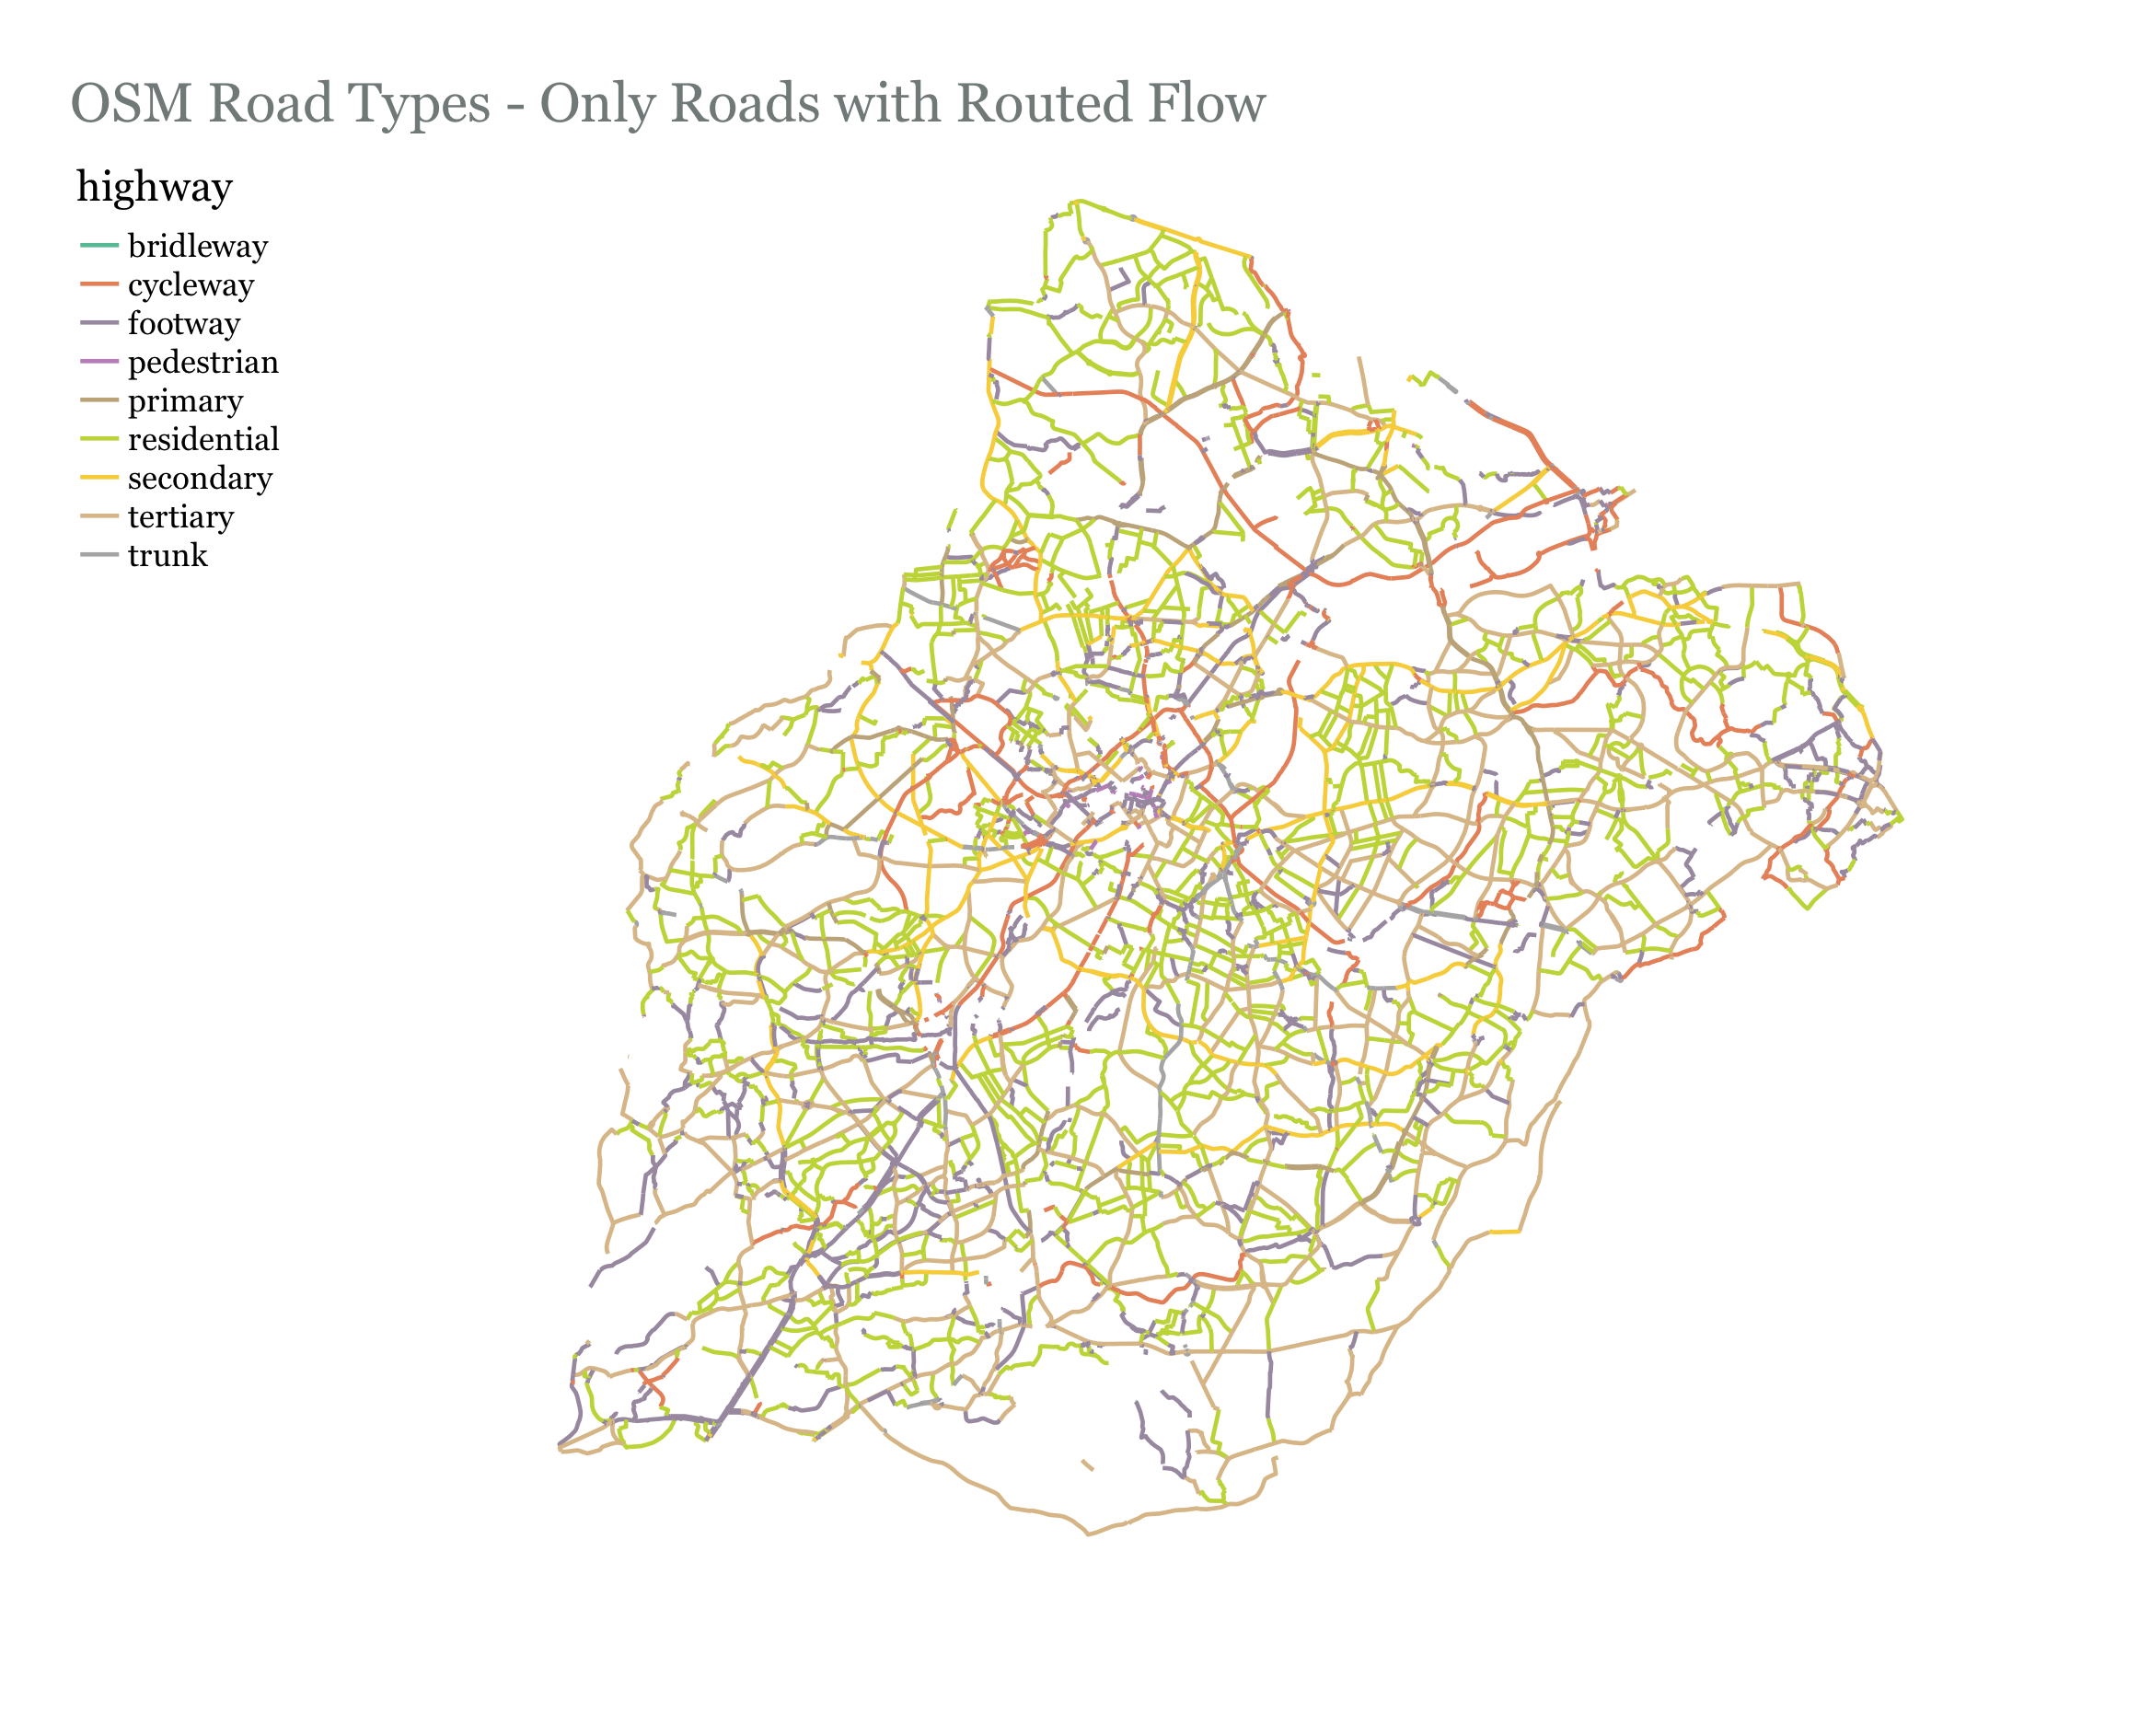 OSM Road Types - Only Roads with Routed Flow
highway
bridleway
cycleway
footway
pedestrian
primary
residential
secondary
tertiary
trunk